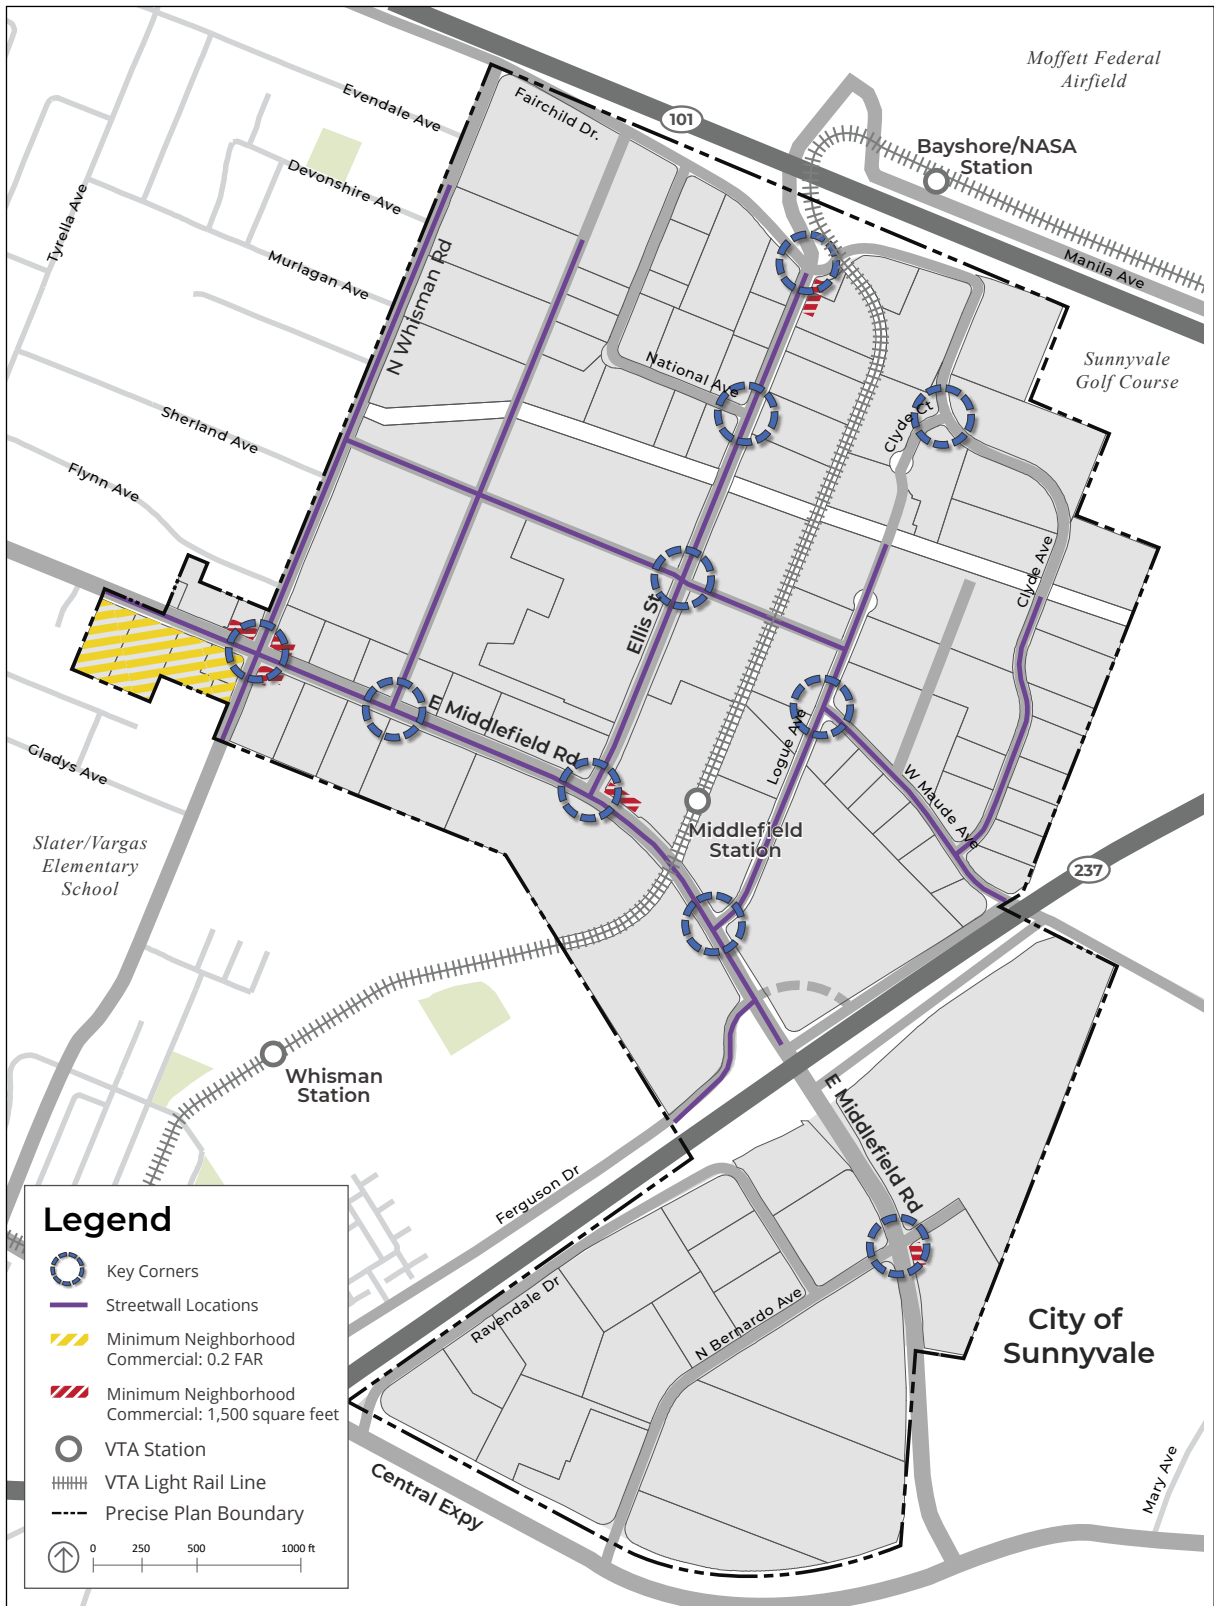 Moffett Federal
Airfield
Evendale Ave
Fairchild Dr.
101
Bayshore/NASA
Station
Devonshire Ave
Tyrella Ave
Murlagan Ave
N Whisman Rd
Manila Ave
Sunnyvale
Golf Course
National Ave
Clyde Ct
Sherland Ave
Flynn Ave
Clyde Ave
Ellis St
E Middlefield Rd
Logue Ave
W Maude Ave
Gladys Ave
Middlefield
Station
Slater/Vargas
Elementary
School
237
Whisman
Station
E Middlefield Rd
Ferguson Dr
Ravendale Dr
N Bernardo Ave
City of
Sunnyvale
Central Expy
Mary Ave
Legend
Key Corners
Streetwall Locations
Minimum Neighborhood
Commercial: 0.2 FAR
Minimum Neighborhood
Commercial: 1,500 square feet
VTA Station
VTA Light Rail Line
Precise Plan Boundary
0 250 500 1000 ft